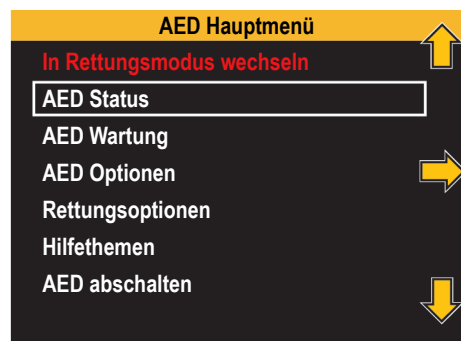 AED Hauptmenü
In Rettungsmodus wechseln
AED Status
AED Wartung
AED Optionen
Rettungsoptionen
Hilfethemen
AED abschalten